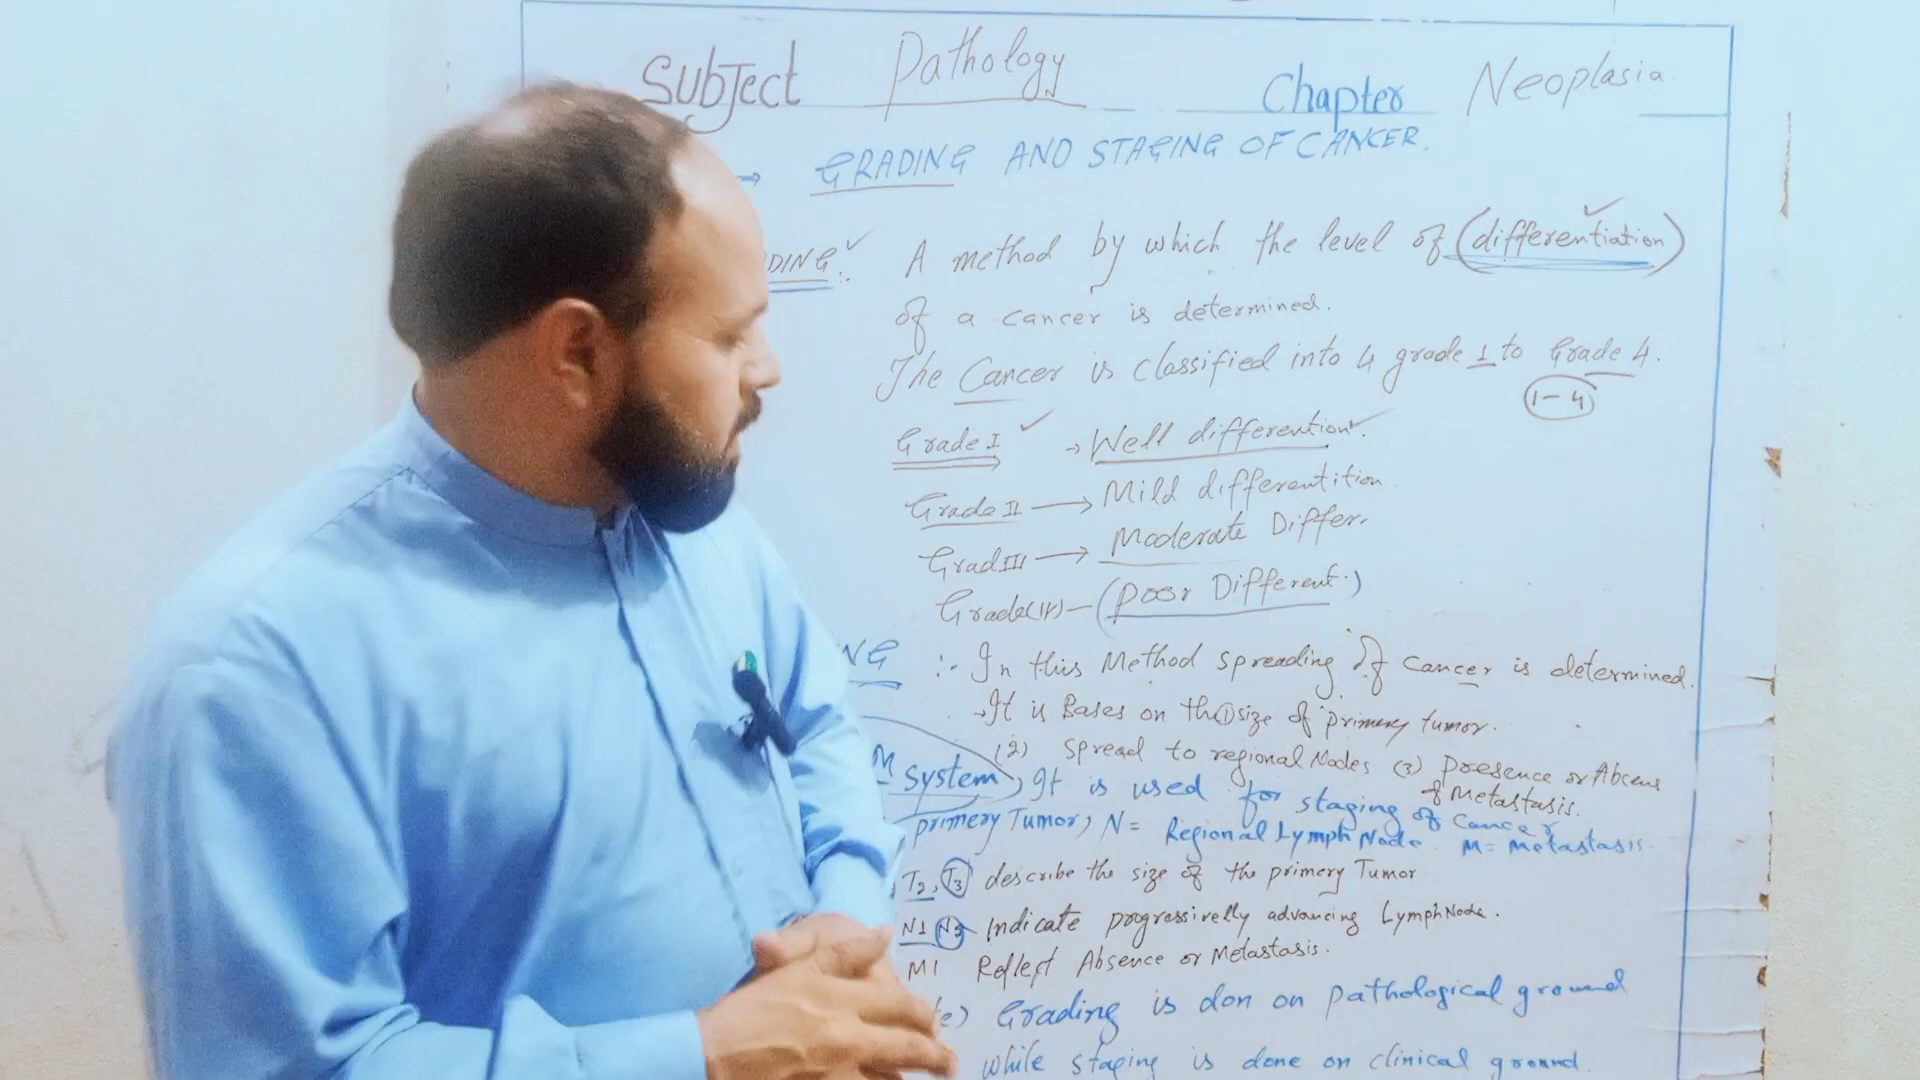 Subject Pathology Chapter Neoplasia
→ GRADING AND STAGING OF CANCER.
DING:. A method by which the level of (differentiation)
of a cancer is determined.
The Cancer is classified into 4 grade 1 to Grade 4.
1-4
Grade I → Well differention.
Grade II → Mild differentition
Grad III → Moderate Differ.
Grade(IV)- (Poor Different.)
NG :- In this Method spreading of cancer is determined.
→It is Bases on the ① size of primery tumor.
(2) spread to regional Nodes (3) presence or Abcens
of Metastasis.
M System, It is used for staging of cancer
primery Tumor, N = Regional Lymph Node. M = Metastasis.
, T2, T3 describe the size of the primery Tumor
N1 N3 Indicate progressivelly advancing LymphNode.
M1 Reflect Absence or Metastasis.
te) Grading is don on pathological ground
while staging is done on clinical ground.